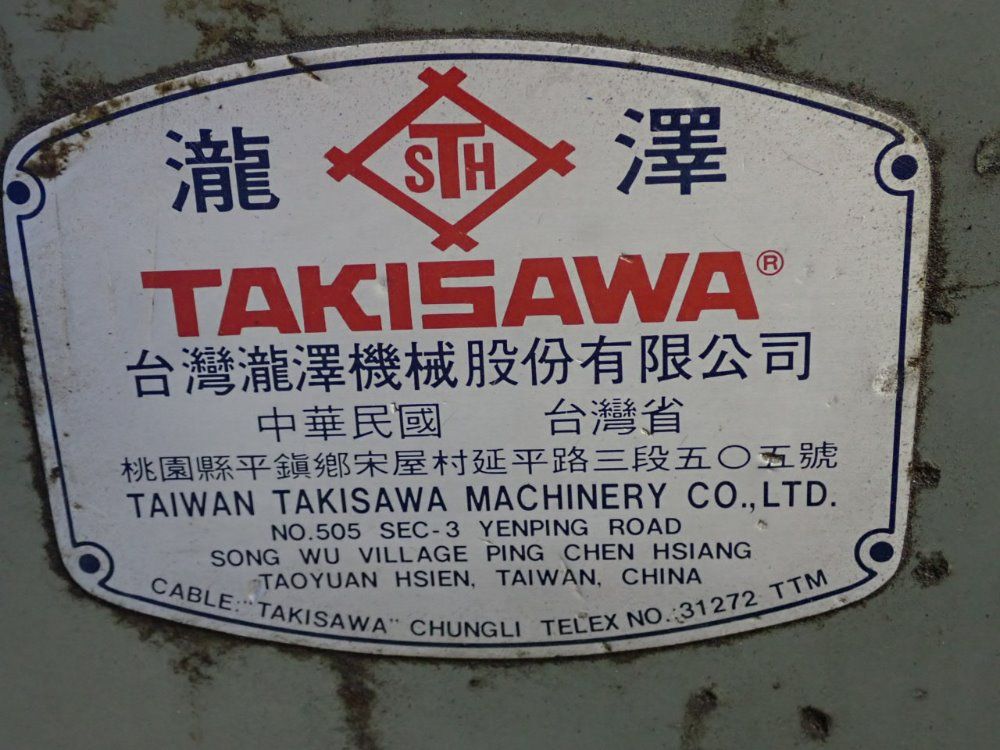 瀧 STH 澤
TAKISAWA®
台灣瀧澤機械股份有限公司
中華民國 台灣省
桃園縣平鎮鄉宋屋村延平路三段五〇五號
TAIWAN TAKISAWA MACHINERY CO.,LTD.
NO.505 SEC-3 YENPING ROAD
SONG WU VILLAGE PING CHEN HSIANG
TAOYUAN HSIEN, TAIWAN, CHINA
CABLE:"TAKISAWA" CHUNGLI TELEX NO.:31272 TTM